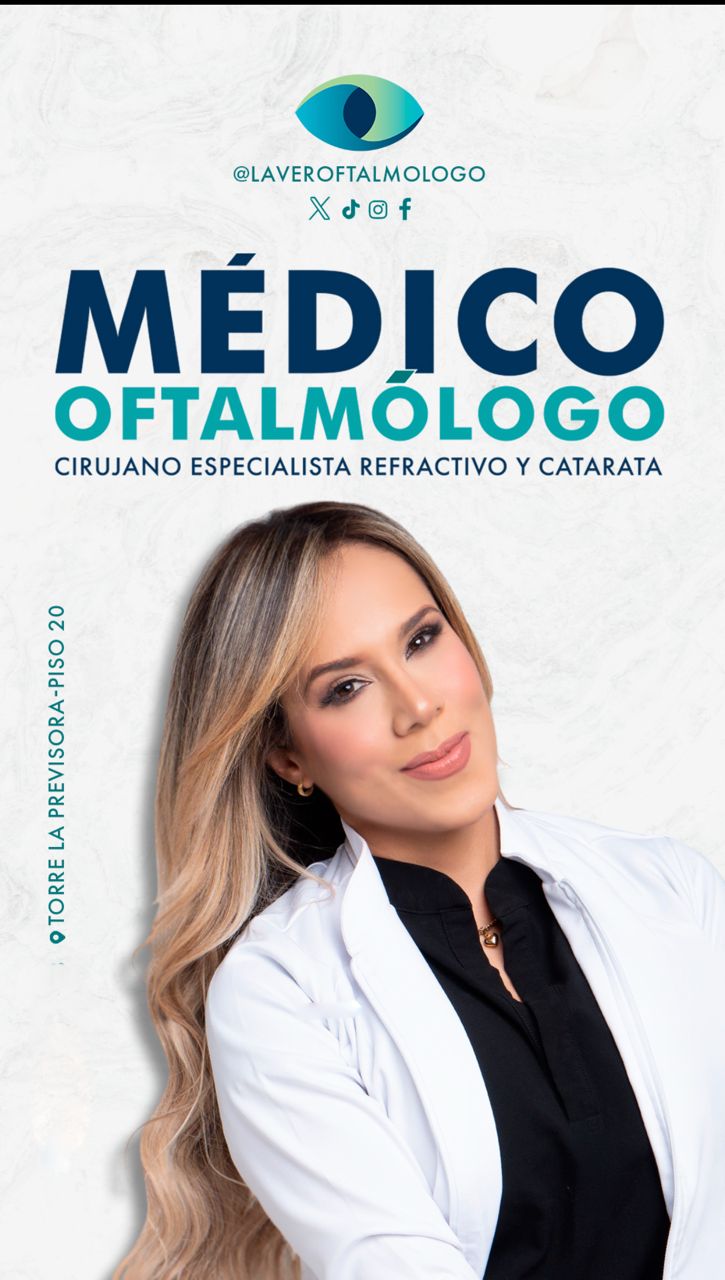 @LAVEROFTALMOLOGO
MÉDICO
OFTALMÓLOGO
CIRUJANO ESPECIALISTA REFRACTIVO Y CATARATA
TORRE LA PREVISORA-PISO 20